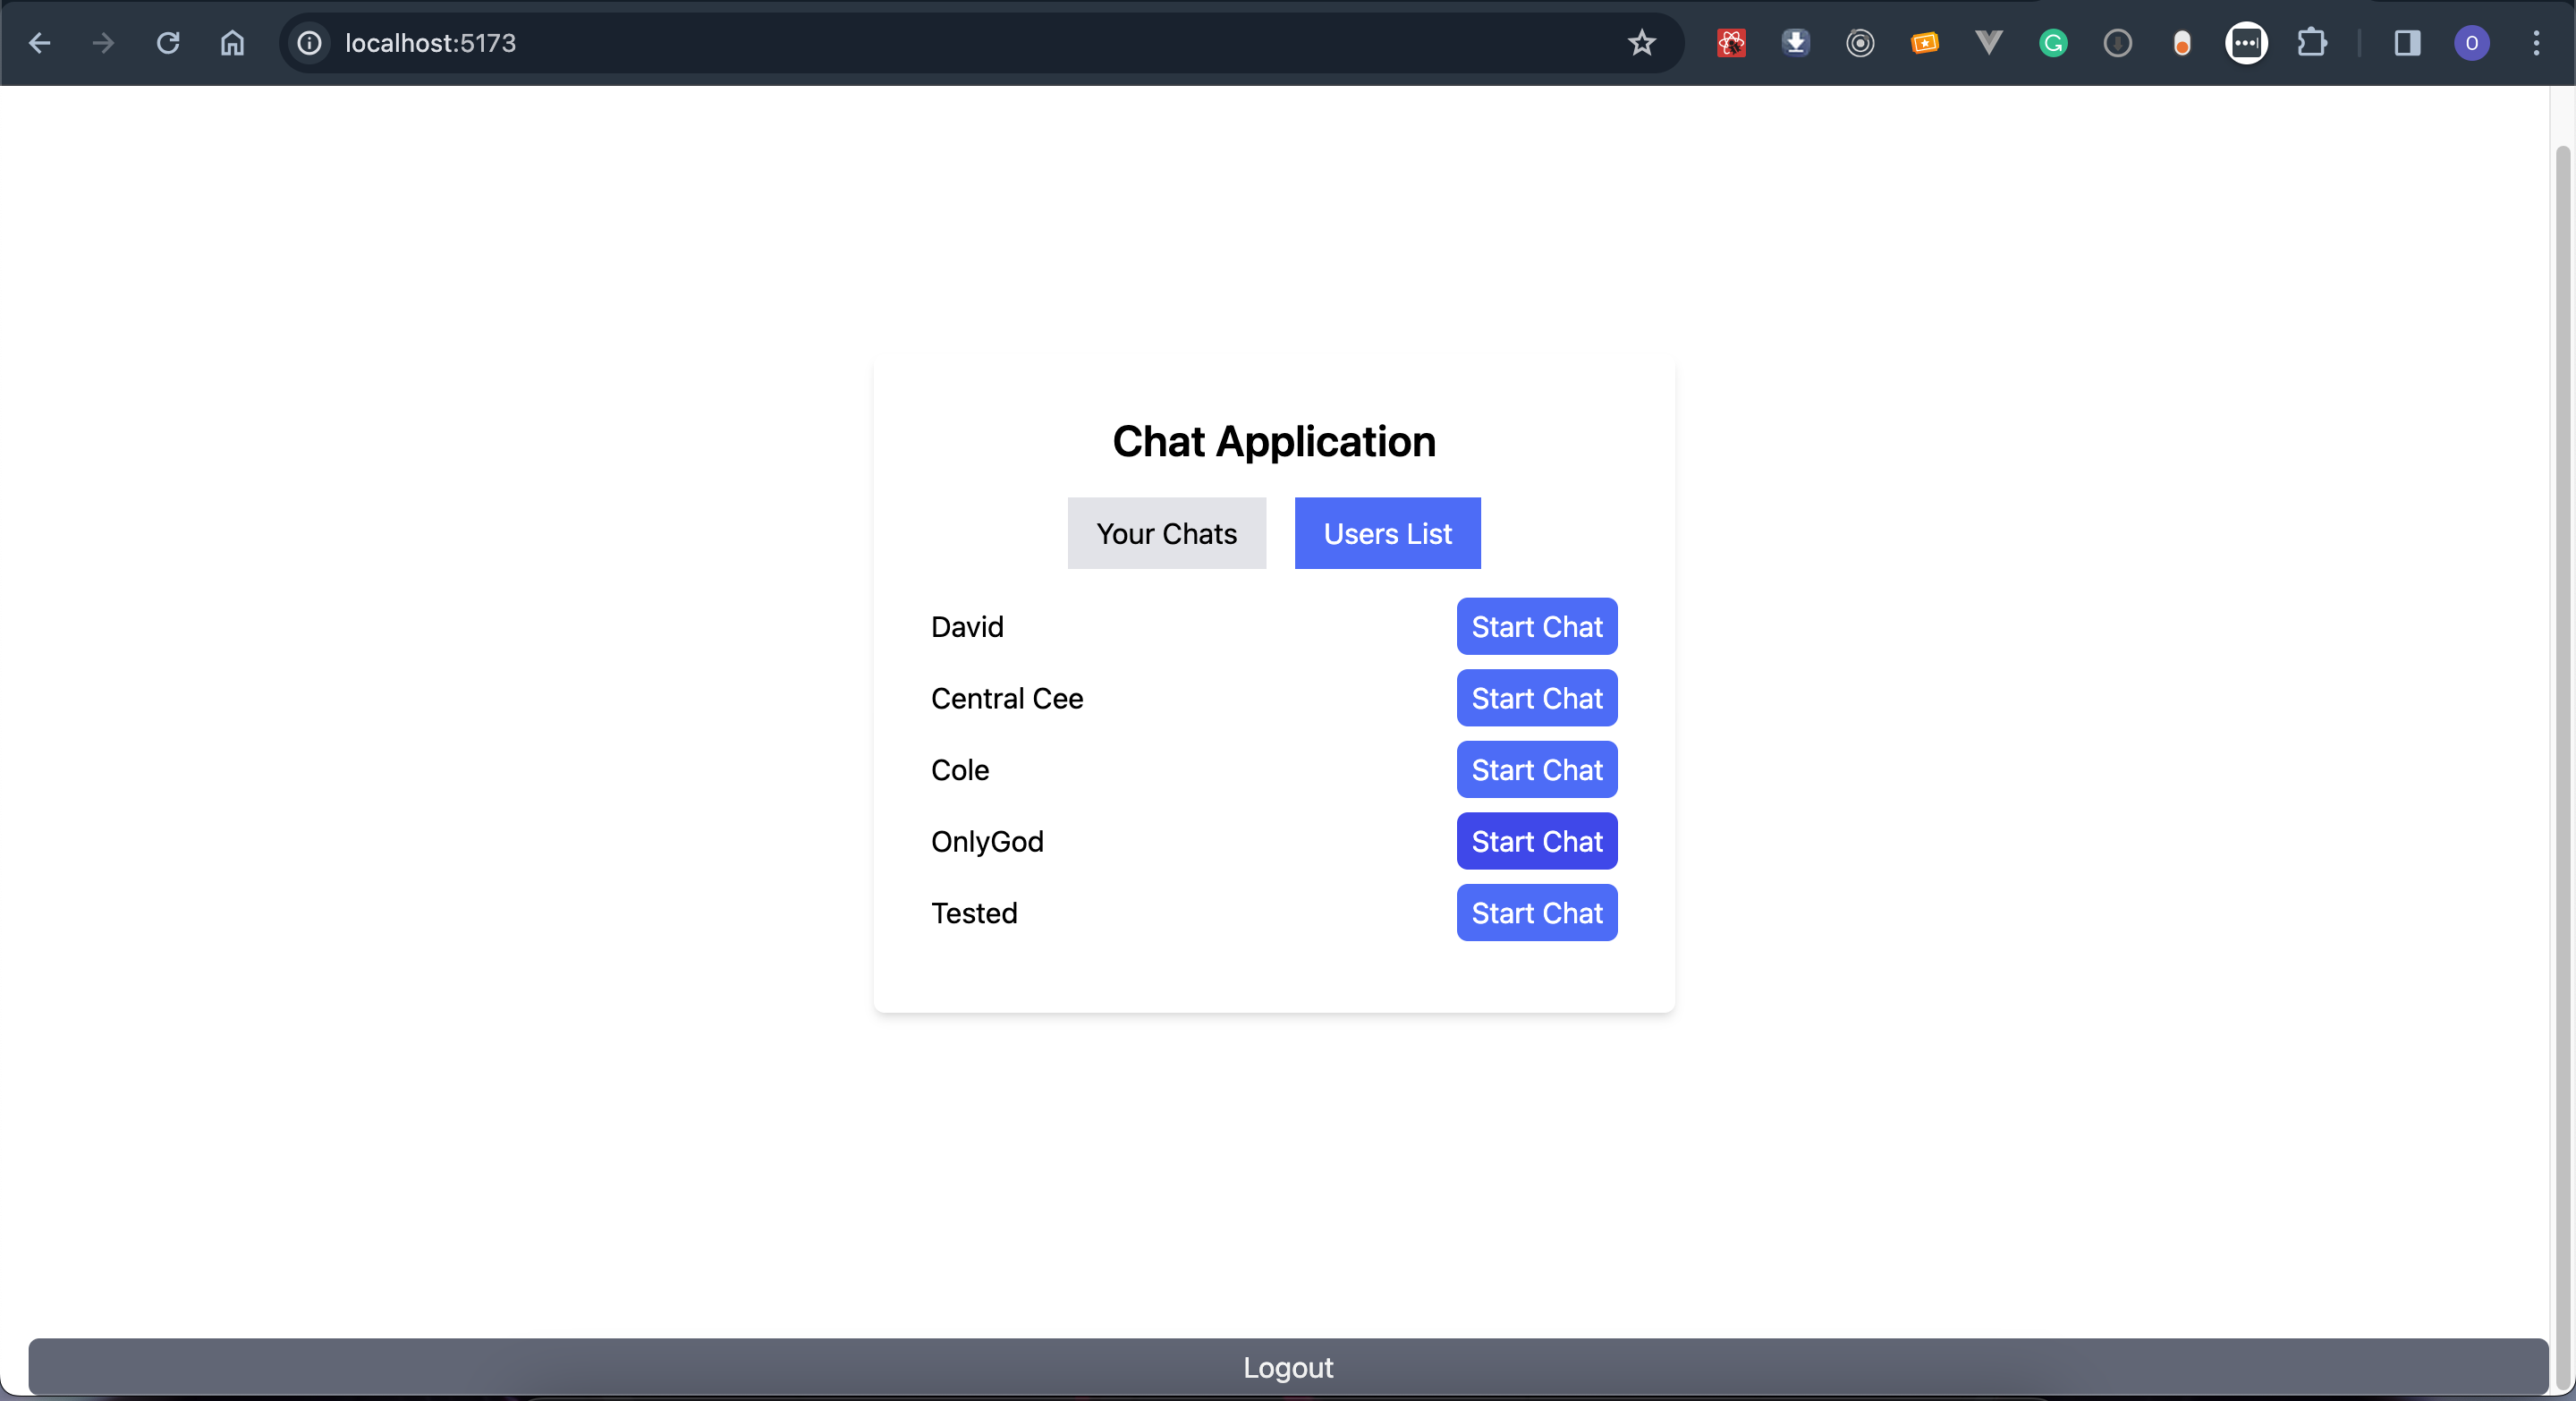 localhost:5173
O
Chat Application
Your Chats Users List
David Start Chat
Central Cee Start Chat
Cole Start Chat
OnlyGod Start Chat
Tested Start Chat
Logout